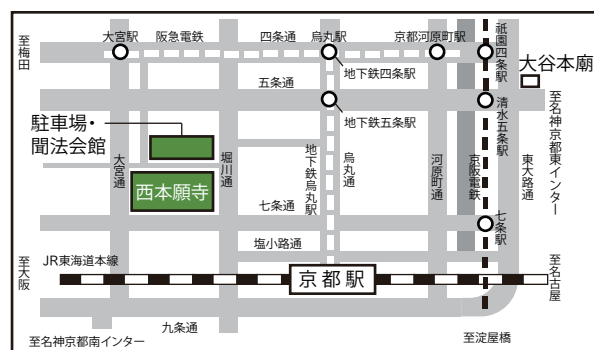 至梅田
大宮駅
阪急電鉄
四条通
烏丸駅
京都河原町駅
祇園四条駅
地下鉄四条駅
大谷本廟
五条通
地下鉄五条駅
清水五条駅
至名神京都東インター
駐車場・
聞法会館
大宮通
堀川通
地下鉄烏丸駅
烏丸通
河原町通
京阪電鉄
東大路通
西本願寺
七条通
七条駅
塩小路通
至大阪
JR東海道本線
京都駅
至名古屋
九条通
至名神京都南インター
至淀屋橋